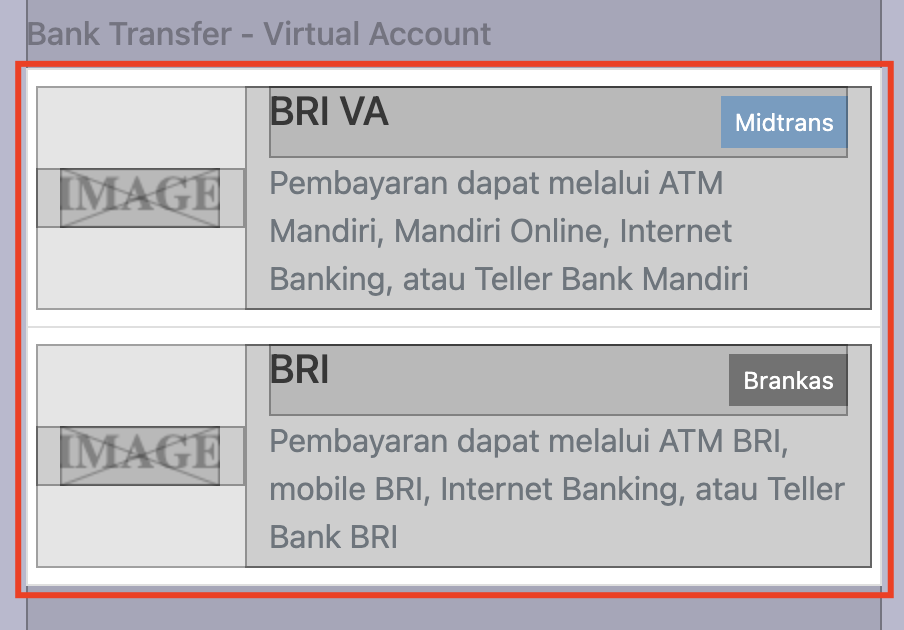 Bank Transfer - Virtual Account
BRI VA
Midtrans
IMAGE
Pembayaran dapat melalui ATM
Mandiri, Mandiri Online, Internet
Banking, atau Teller Bank Mandiri
BRI
Brankas
IMAGE
Pembayaran dapat melalui ATM BRI,
mobile BRI, Internet Banking, atau Teller
Bank BRI